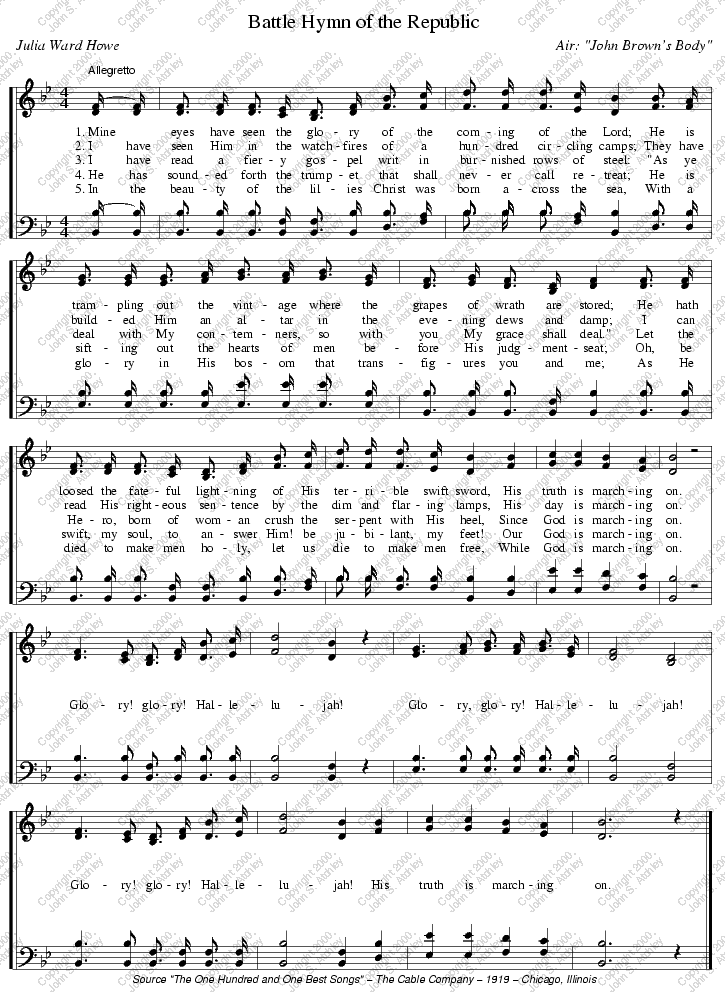 Battle Hymn of the Republic
Julia Ward Howe Air: "John Brown's Body"
Allegretto
1. Mine eyes have seen the glo - ry of the com - ing of the Lord; He is
2. I have seen Him in the watch - fires of a hun - dred cir - cling camps; They have
3. I have read a fier - y gos - pel writ in bur - nished rows of steel: "As ye
4. He has sound - ed forth the trump - et that shall nev - er call re - treat; He is
5. In the beau - ty of the lil - ies Christ was born a - cross the sea, With a
tram - pling out the vint - age where the grapes of wrath are stored; He hath
build - ed Him an al - tar in the eve - ning dews and damp; I can
deal with My con - tem - ners, so with you My grace shall deal." Let the
sift - ing out the hearts of men be - fore His judg - ment - seat; Oh, be
glo - ry in His bos - om that trans - fig - ures you and me; As He
loosed the fate - ful light - ning of His ter - ri - ble swift sword, His truth is march - ing on.
read His right - eous sen - tence by the dim and flar - ing lamps, His day is march - ing on.
He - ro, born of wom - an crush the ser - pent with His heel, Since God is march - ing on.
swift, my soul, to an - swer Him! be ju - bi - lant, my feet! Our God is march - ing on.
died to make men ho - ly, let us die to make men free, While God is march - ing on.
Glo - ry! glo - ry! Hal - le - lu - jah! Glo - ry, glo - ry! Hal - le - lu - jah!
Glo - ry! glo - ry! Hal - le - lu - jah! His truth is march - ing on.
Source "The One Hundred and One Best Songs" – The Cable Company – 1919 – Chicago, Illinois
Copyright 2000,
John S. Atchley